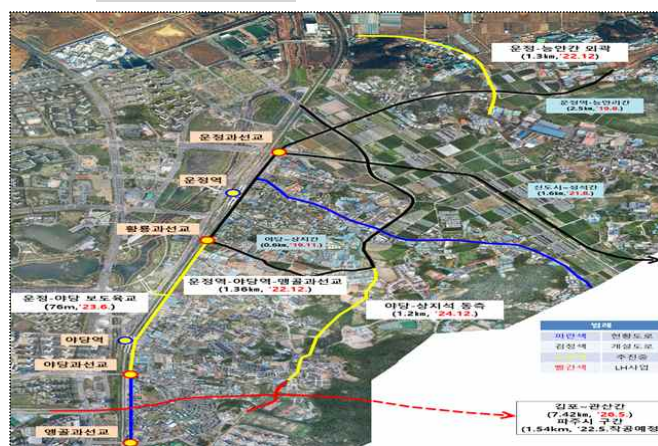 운정-능안간 외곽
(1.3km,'22.12)
운정역-능안리간
(2.5km,'19.8.)
운정과선교
운정역
신도시-성석간
(1.6km,'21.8.)
황룡과선교
야당-상지간
(0.6km,'19.11.)
운정-야당 보도육교
(76m,'23.6.)
운정역-야당역-앵골과선교
(1.36km, '22.12.)
야당-상지석 동측
(1.2km, '24.12.)
야당역
야당과선교
앵골과선교
범례
파란색 현황도로
검정색 개설도로
추진중
빨간색 LH사업
김포-관산간
(7.42km,'26.5.)
파주시 구간
(1.54km,'22.5.착공예정